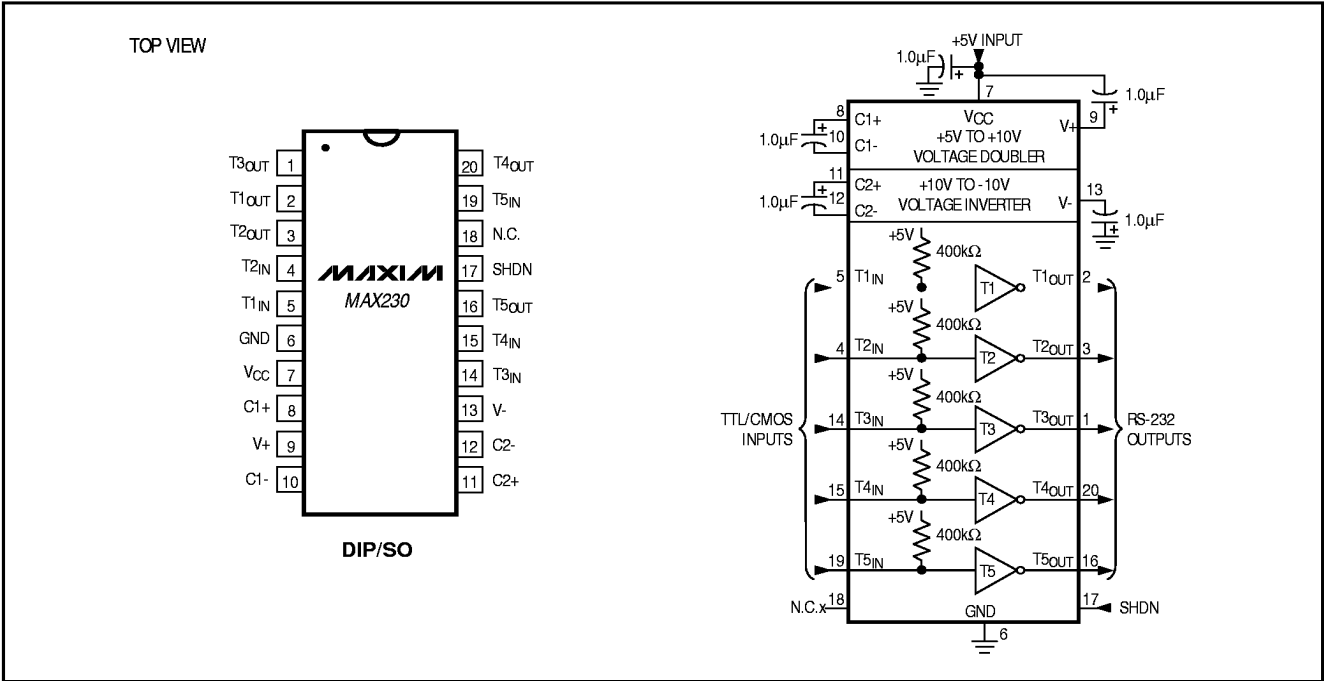 TOP VIEW
T3OUT 1
T1OUT 2
T2OUT 3
T2IN 4
T1IN 5
GND 6
VCC 7
C1+ 8
V+ 9
C1- 10
20 T4OUT
19 T5IN
18 N.C.
17 SHDN
16 T5OUT
15 T4IN
14 T3IN
13 V-
12 C2-
11 C2+
MAXIM
MAX230
DIP/SO
+5V INPUT
1.0µF
+
7
1.0µF
+
9
V+
VCC
+5V TO +10V
VOLTAGE DOUBLER
8
C1+
+
1.0µF
10
C1-
11
C2+
+
1.0µF
12
C2-
+10V TO -10V
VOLTAGE INVERTER
13
V-
1.0µF
+
+5V
400kΩ
5 T1IN T1 T1OUT 2
+5V
400kΩ
4 T2IN T2 T2OUT 3
+5V
400kΩ
14 T3IN T3 T3OUT 1
+5V
400kΩ
15 T4IN T4 T4OUT 20
+5V
400kΩ
19 T5IN T5 T5OUT 16
TTL/CMOS
INPUTS
RS-232
OUTPUTS
N.C. x 18
17 SHDN
GND
6